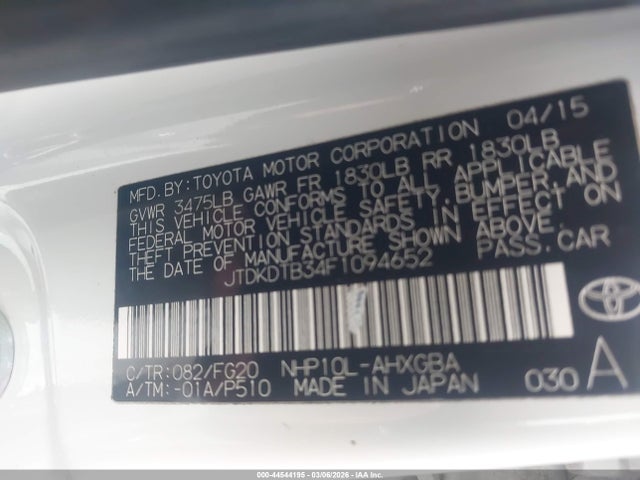 04/15
MFD. BY: TOYOTA MOTOR CORPORATION
GVWR 3475LB GAWR FR 1830LB RR 1830LB
THIS VEHICLE CONFORMS TO ALL APPLICABLE
FEDERAL MOTOR VEHICLE SAFETY, BUMPER, AND
THEFT PREVENTION STANDARDS IN EFFECT ON
THE DATE OF MANUFACTURE SHOWN ABOVE.
JTDKDTB34F1094652 PASS. CAR
C/TR: 082/FG20 NHP10L-AHXGBA
A/TM: -01A/P510 MADE IN JAPAN 030 A
000-44544195 - 03/06/2026 - IAAI.COM